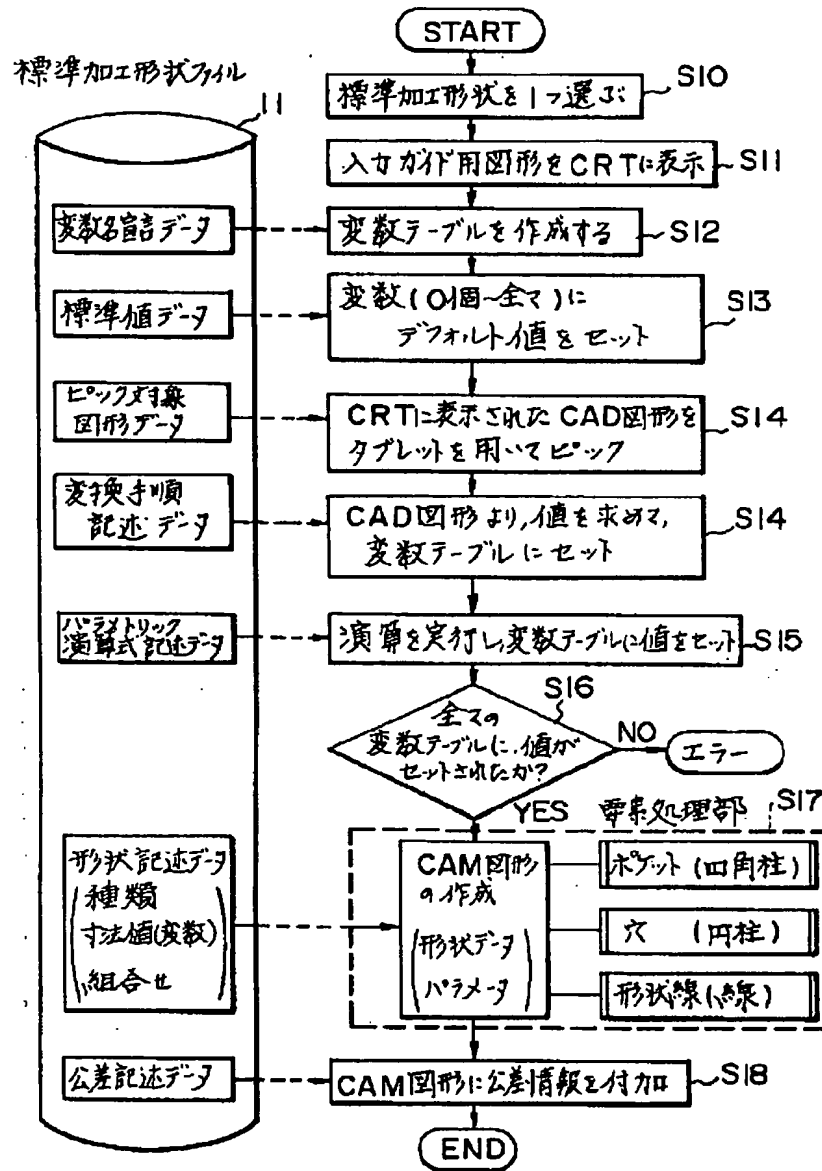 START
標準加工形状ファイル
11
標準加工形状を1つ選ぶ
S10
入力ガイド用図形をCRTに表示
S11
変数名宣言データ
変数テーブルを作成する
S12
標準値データ
変数(0個~全て)に
デフォルト値をセット
S13
ピック対象
図形データ
CRTに表示されたCAD図形を
タブレットを用いてピック
S14
変換手順
記述データ
CAD図形より,値を求めて,
変数テーブルにセット
S14
パラメトリック
演算式記述データ
演算を実行し,変数テーブルに値をセット
S15
S16
全ての
変数テーブルに,値が
セットされたか?
NO
エラー
YES
要素処理部
S17
形状記述データ
種類
寸法値(変数)
組合せ
CAM図形
の作成
(形状データ
パラメータ)
ポケット(四角柱)
穴 (円柱)
形状線(線)
公差記述データ
CAM図形に公差情報を付加
S18
END